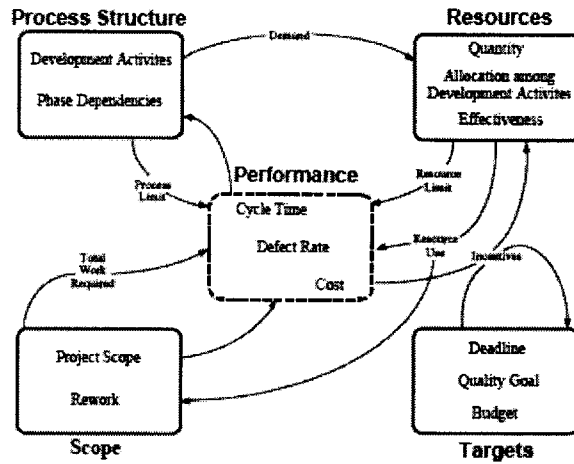 Process Structure
Resources
Development Activites
Phase Dependencies
Demand
Quantity
Allocation among
Development Activites
Effectiveness
Process
Limit
Performance
Resource
Limit
Cycle Time
Defect Rate
Cost
Resource
Use
Incentives
Total
Work
Required
Project Scope
Rework
Scope
Deadline
Quality Goal
Budget
Targets